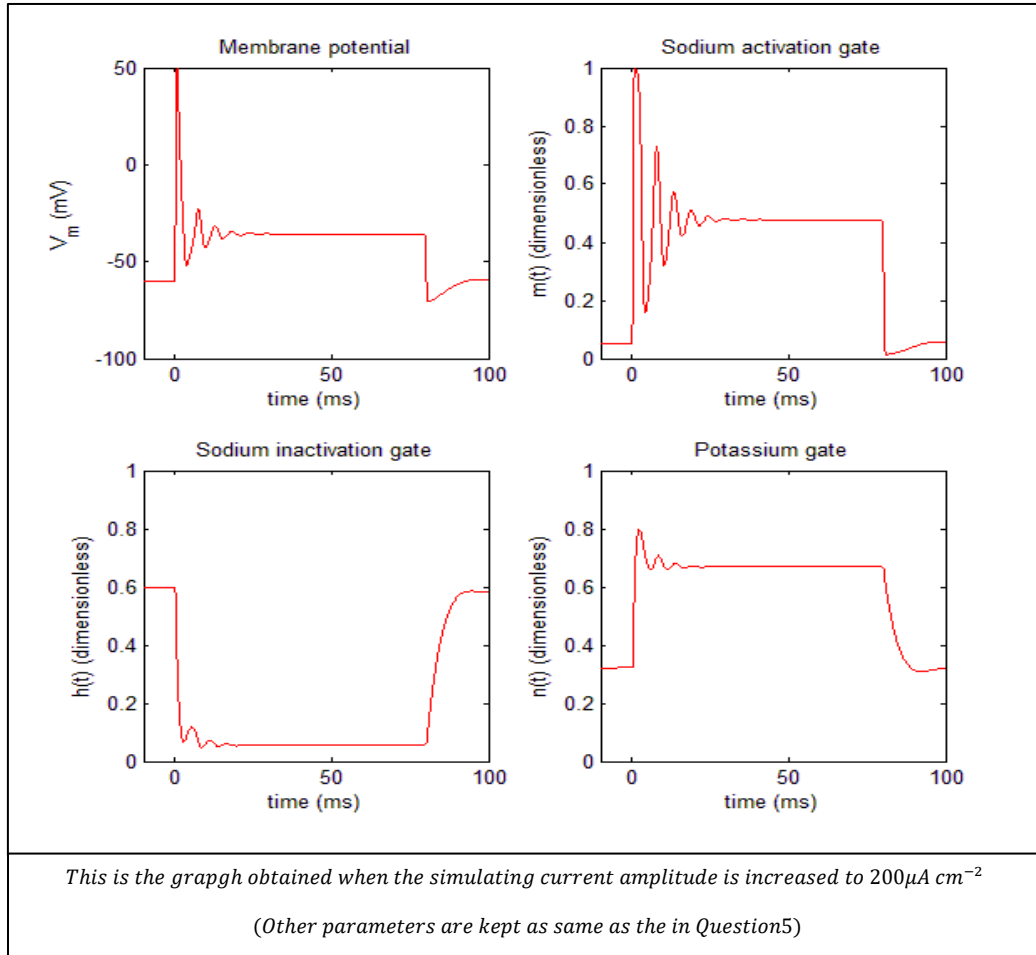 Membrane potential
50
0
-50
-100
V_m (mV)
0 50 100
time (ms)
Sodium activation gate
1
0.8
0.6
0.4
0.2
0
m(t) (dimensionless)
0 50 100
time (ms)
Sodium inactivation gate
1
0.8
0.6
0.4
0.2
0
h(t) (dimensionless)
0 50 100
time (ms)
Potassium gate
1
0.8
0.6
0.4
0.2
0
n(t) (dimensionless)
0 50 100
time (ms)
This is the grapgh obtained when the simulating current amplitude is increased to 200μA cm⁻²
(Other parameters are kept as same as the in Question5)